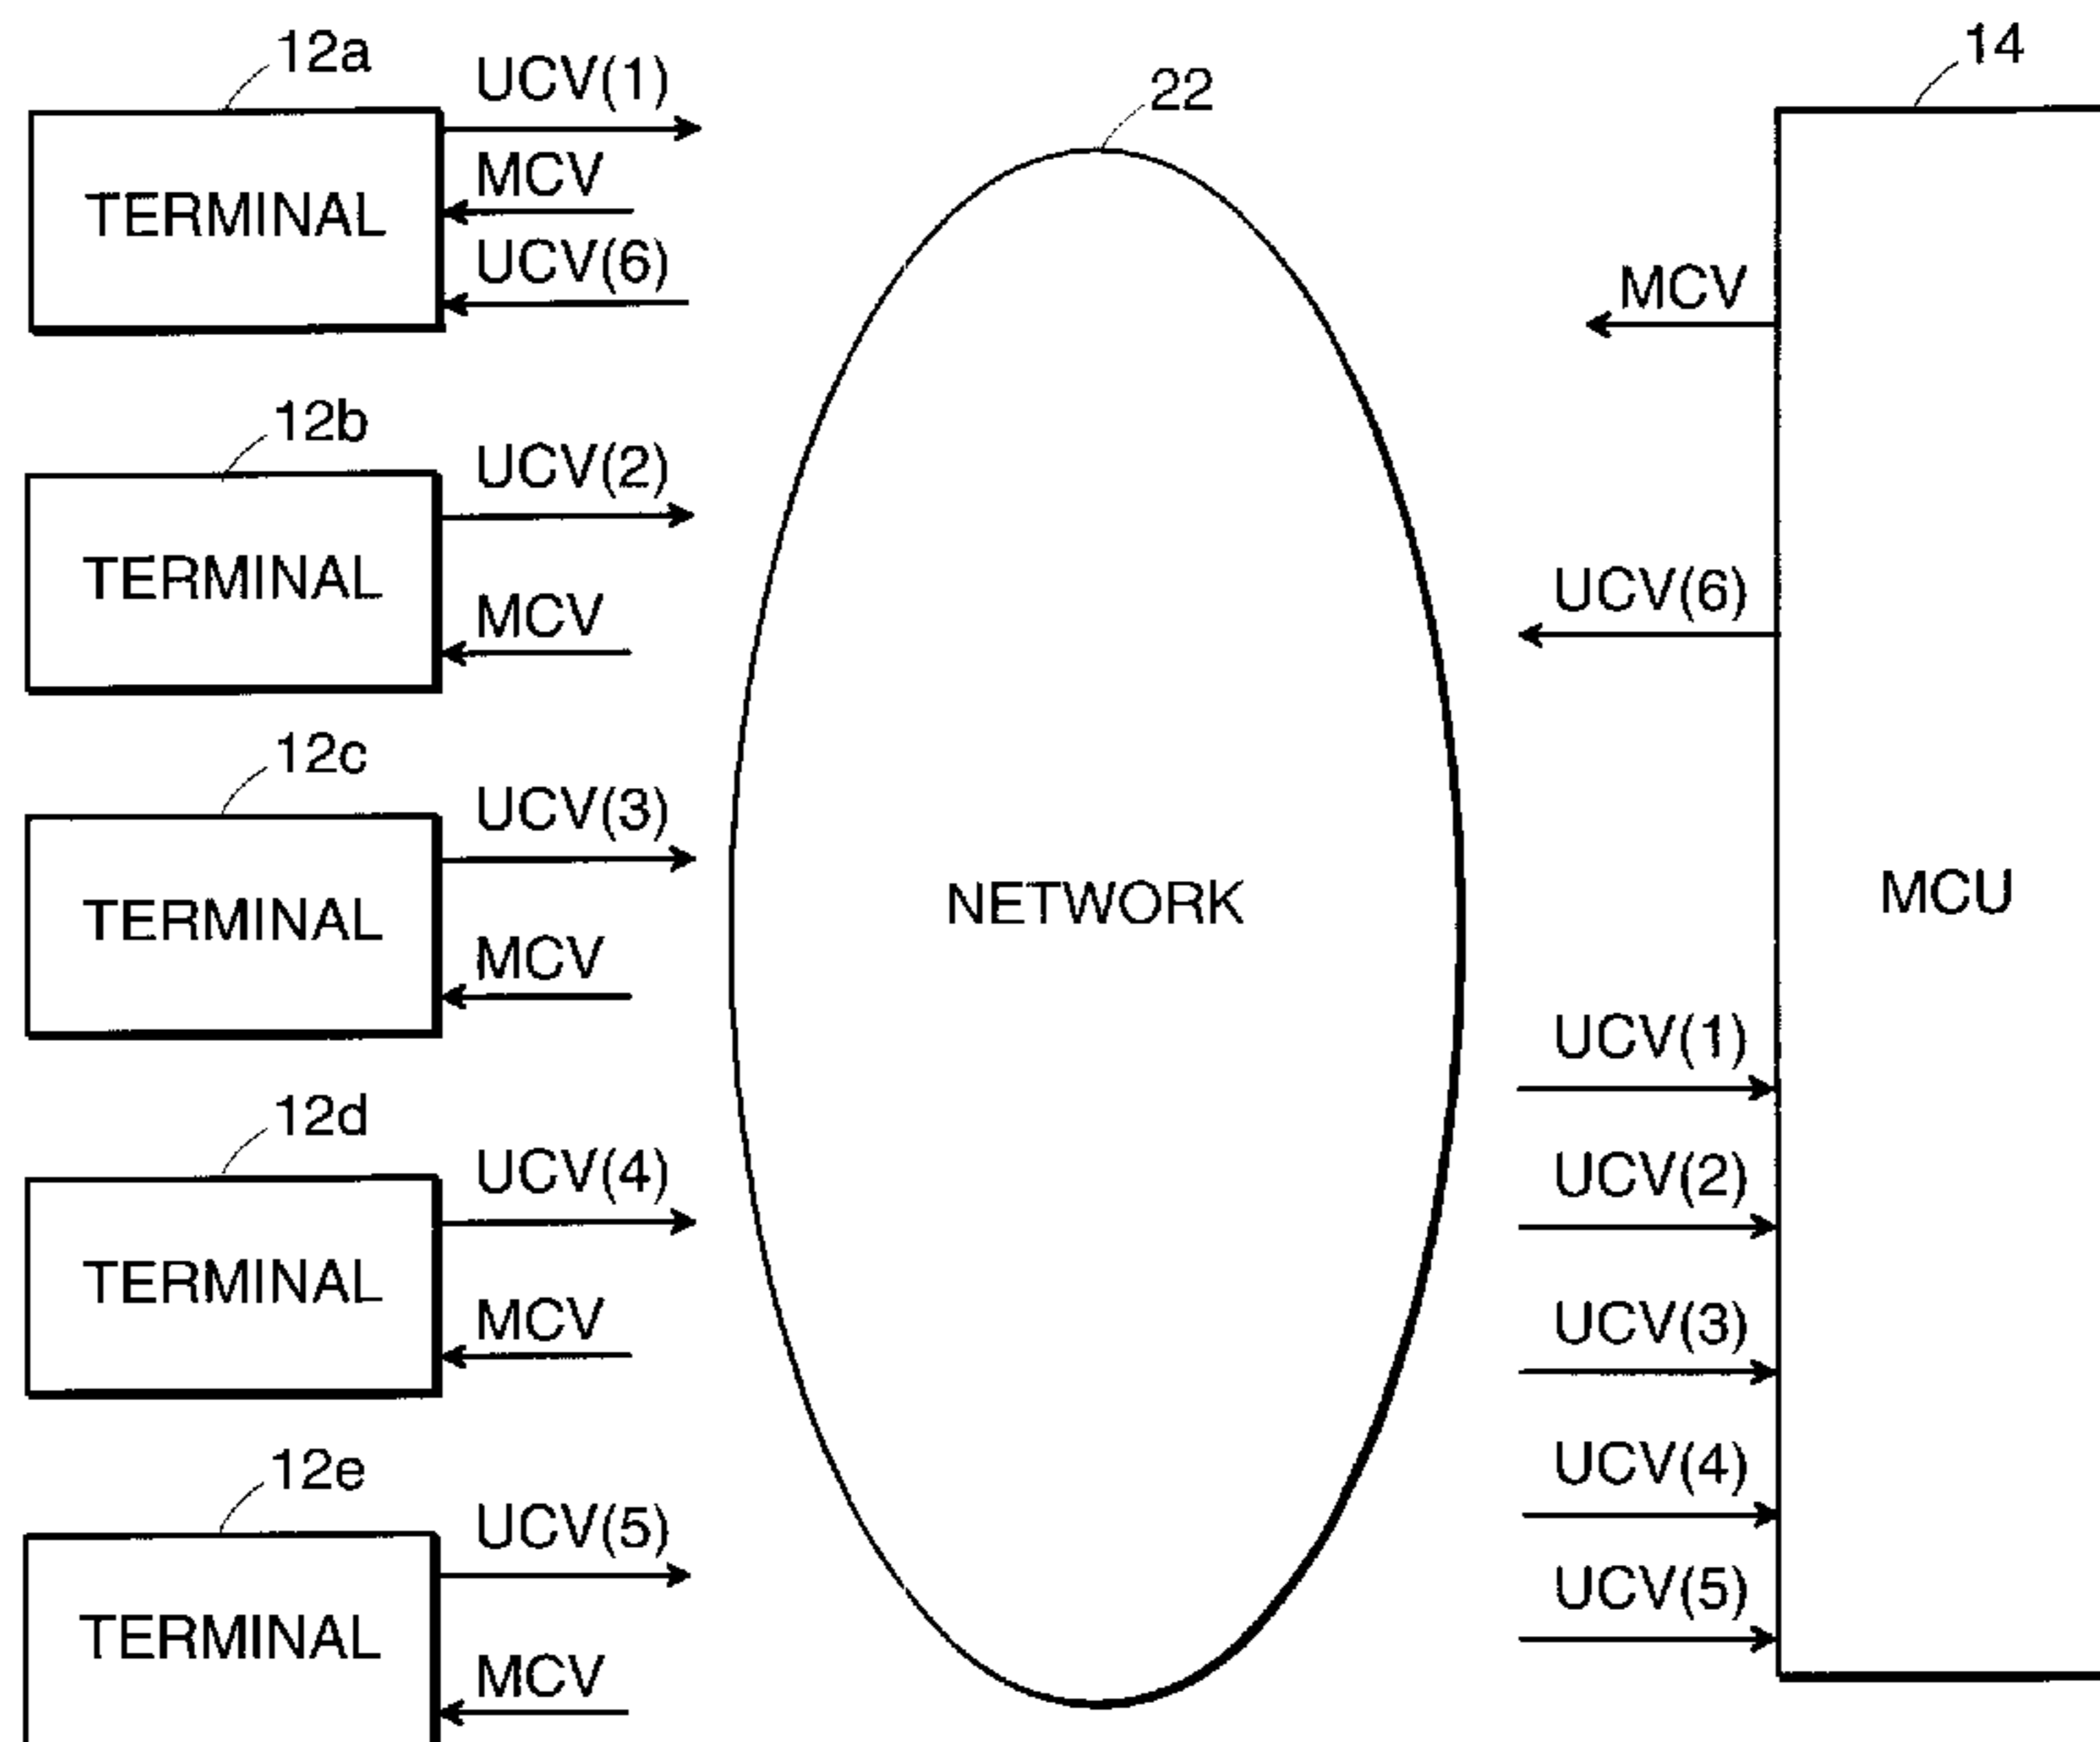 12a
UCV(1)
MCV
UCV(6)
TERMINAL
12b
UCV(2)
TERMINAL
MCV
12c
UCV(3)
TERMINAL
MCV
12d
UCV(4)
TERMINAL
MCV
12e
UCV(5)
TERMINAL
MCV
22
NETWORK
14
MCV
UCV(6)
MCU
UCV(1)
UCV(2)
UCV(3)
UCV(4)
UCV(5)